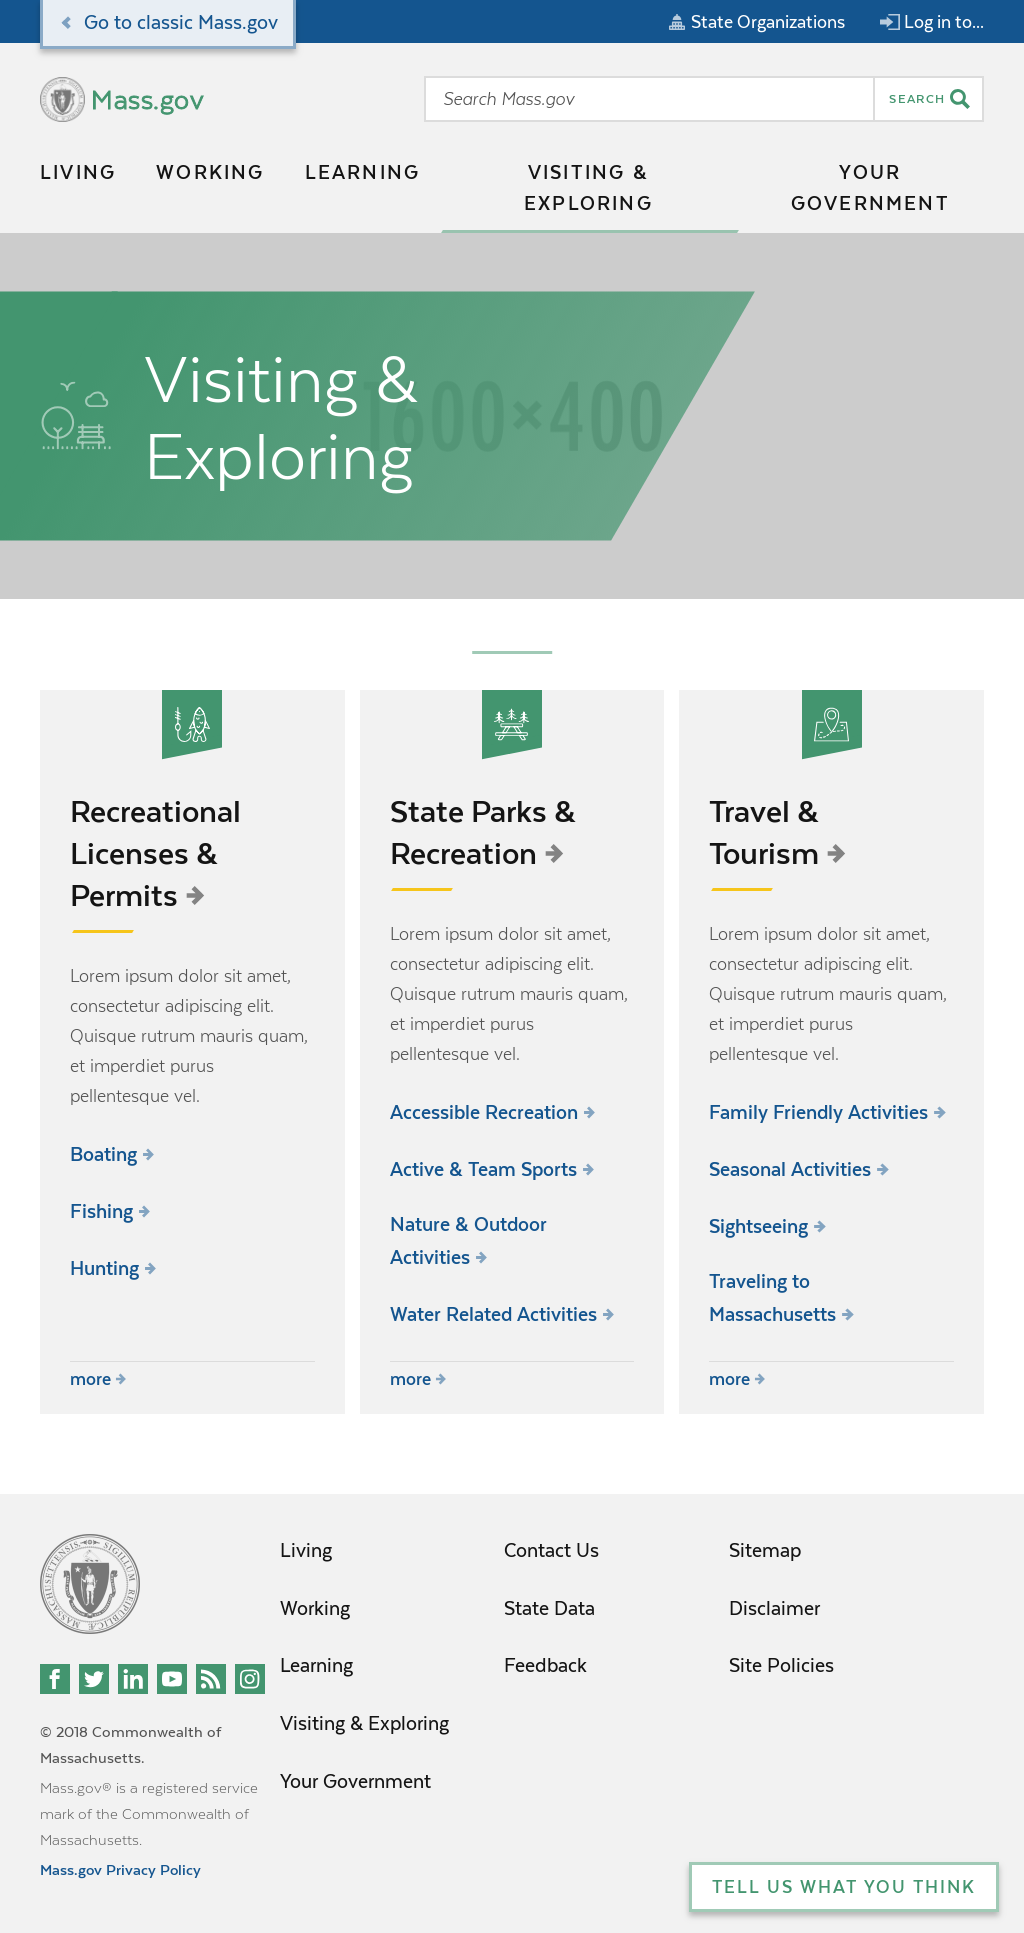 Go to classic Mass.gov
State Organizations
Log in to...
Mass.gov
Search Mass.gov
SEARCH
LIVING
WORKING
LEARNING
VISITING &
EXPLORING
YOUR
GOVERNMENT
Visiting &
Exploring
1600×400
Recreational
Licenses &
Permits
Lorem ipsum dolor sit amet,
consectetur adipiscing elit.
Quisque rutrum mauris quam,
et imperdiet purus
pellentesque vel.
Boating
Fishing
Hunting
more
State Parks &
Recreation
Lorem ipsum dolor sit amet,
consectetur adipiscing elit.
Quisque rutrum mauris quam,
et imperdiet purus
pellentesque vel.
Accessible Recreation
Active & Team Sports
Nature & Outdoor
Activities
Water Related Activities
more
Travel &
Tourism
Lorem ipsum dolor sit amet,
consectetur adipiscing elit.
Quisque rutrum mauris quam,
et imperdiet purus
pellentesque vel.
Family Friendly Activities
Seasonal Activities
Sightseeing
Traveling to
Massachusetts
more
© 2018 Commonwealth of
Massachusetts.
Mass.gov® is a registered service
mark of the Commonwealth of
Massachusetts.
Mass.gov Privacy Policy
Living
Working
Learning
Visiting & Exploring
Your Government
Contact Us
State Data
Feedback
Sitemap
Disclaimer
Site Policies
TELL US WHAT YOU THINK